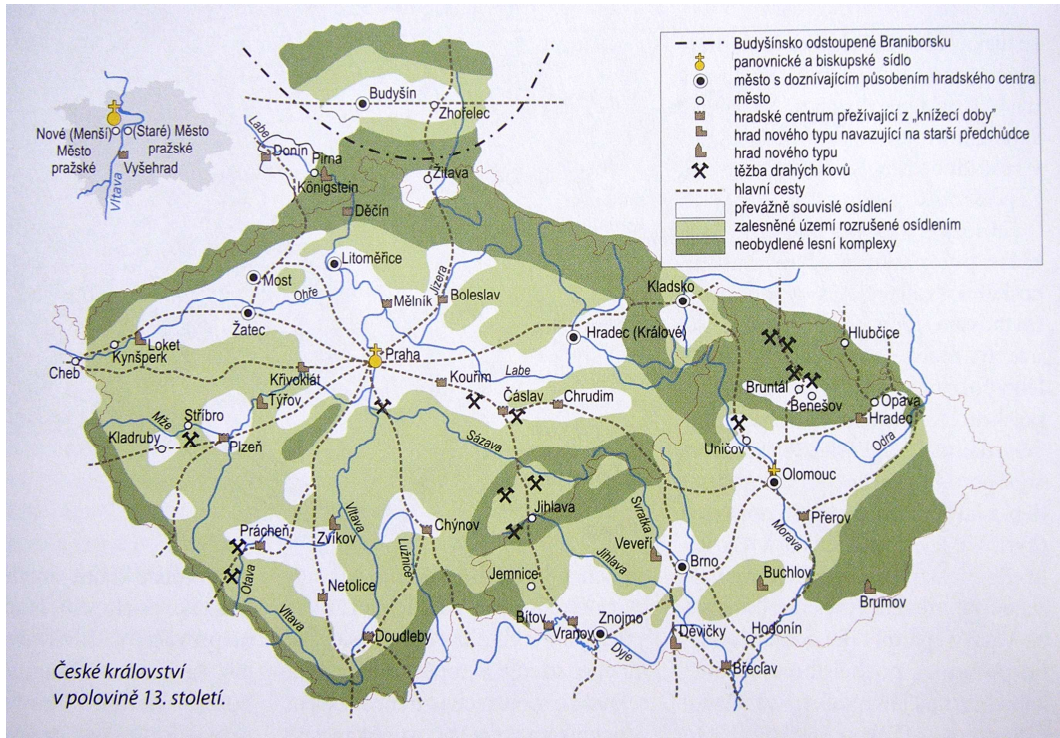 Budyšínsko odstoupené Braniborsku
panovnické a biskupské sídlo
město s doznívajícím působením hradského centra
město
hradské centrum přežívající z „knížecí doby"
hrad nového typu navazující na starší předchůdce
hrad nového typu
těžba drahých kovů
hlavní cesty
převážně souvislé osídlení
zalesněné území rozrušené osídlením
neobydlené lesní komplexy
Nové (Menší)
Město
pražské
(Staré) Město
pražské
Vyšehrad
Vltava
Budyšín
Zhořelec
Labe
Donín
Pirna
Königstein
Žitava
Děčín
Litoměřice
Most
Ohře
Mělník
Jizera
Boleslav
Kladsko
Žatec
Hradec (Králové)
Hlubčice
Loket
Kynšperk
Cheb
Praha
Labe
Křivoklát
Kouřim
Týřov
Čáslav
Chrudim
Bruntál
Benešov
Opava
Hradec
Odra
Mže
Stříbro
Kladruby
Plzeň
Sázava
Uničov
Olomouc
Jihlava
Svratka
Přerov
Morava
Prácheň
Zvíkov
Vltava
Lužnice
Chýnov
Veveří
Jihlava
Brno
Buchlov
Brumov
Otava
Netolice
Jemnice
Vltava
Doudleby
Bítov
Vranov
Znojmo
Dyje
Děvičky
Hodonín
Břeclav
České království
v polovině 13. století.